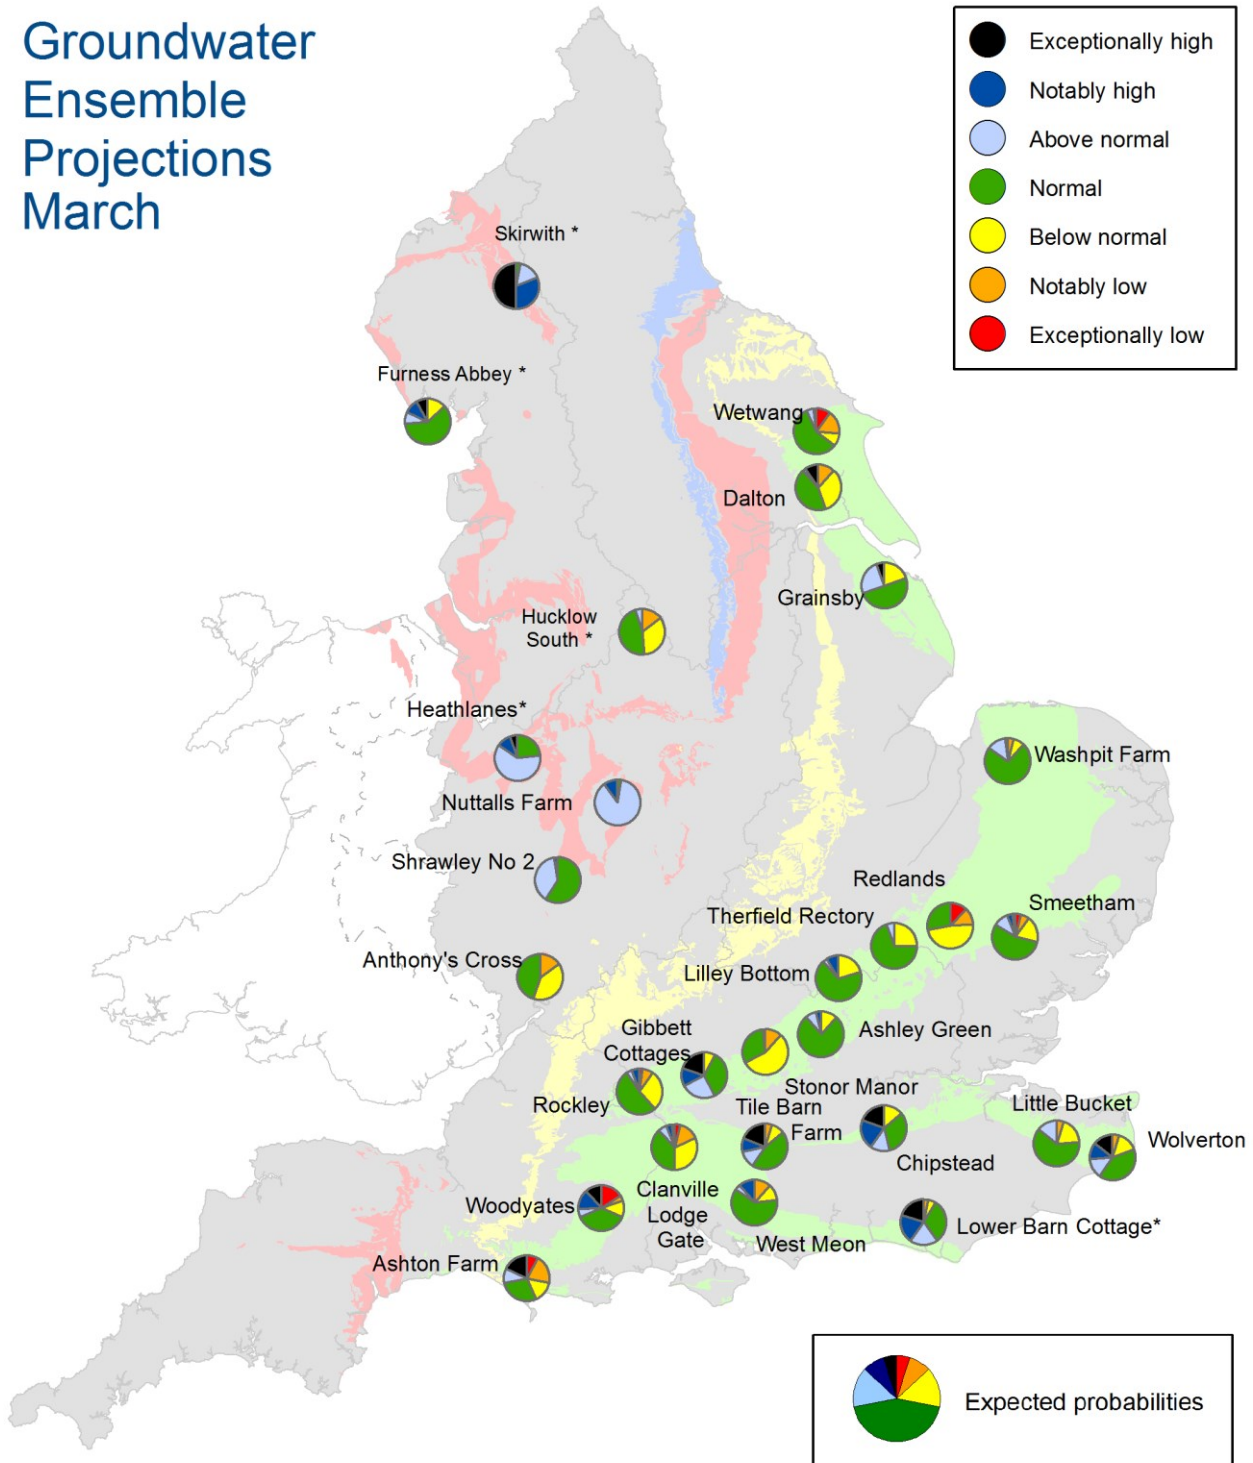 Groundwater
Ensemble
Projections
March
Exceptionally high
Notably high
Above normal
Normal
Below normal
Notably low
Exceptionally low
Skirwith *
Furness Abbey *
Wetwang
Dalton
Grainsby
Hucklow
South *
Heathlanes*
Nuttalls Farm
Washpit Farm
Shrawley No 2
Redlands
Smeetham
Therfield Rectory
Anthony's Cross
Lilley Bottom
Gibbett
Cottages
Ashley Green
Stonor Manor
Rockley
Tile Barn
Farm
Little Bucket
Wolverton
Chipstead
Woodyates
Clanville
Lodge
Gate
West Meon
Lower Barn Cottage*
Ashton Farm
Expected probabilities